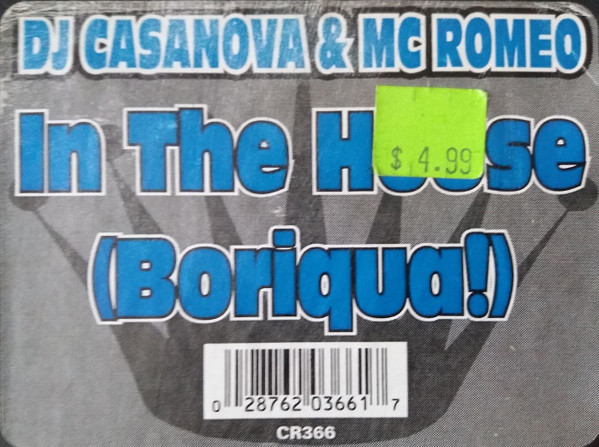 DJ CASANOVA & MC ROMEO
In The House
$ 4.99
(Boriqua!)
0 28762 03661 7
CR366